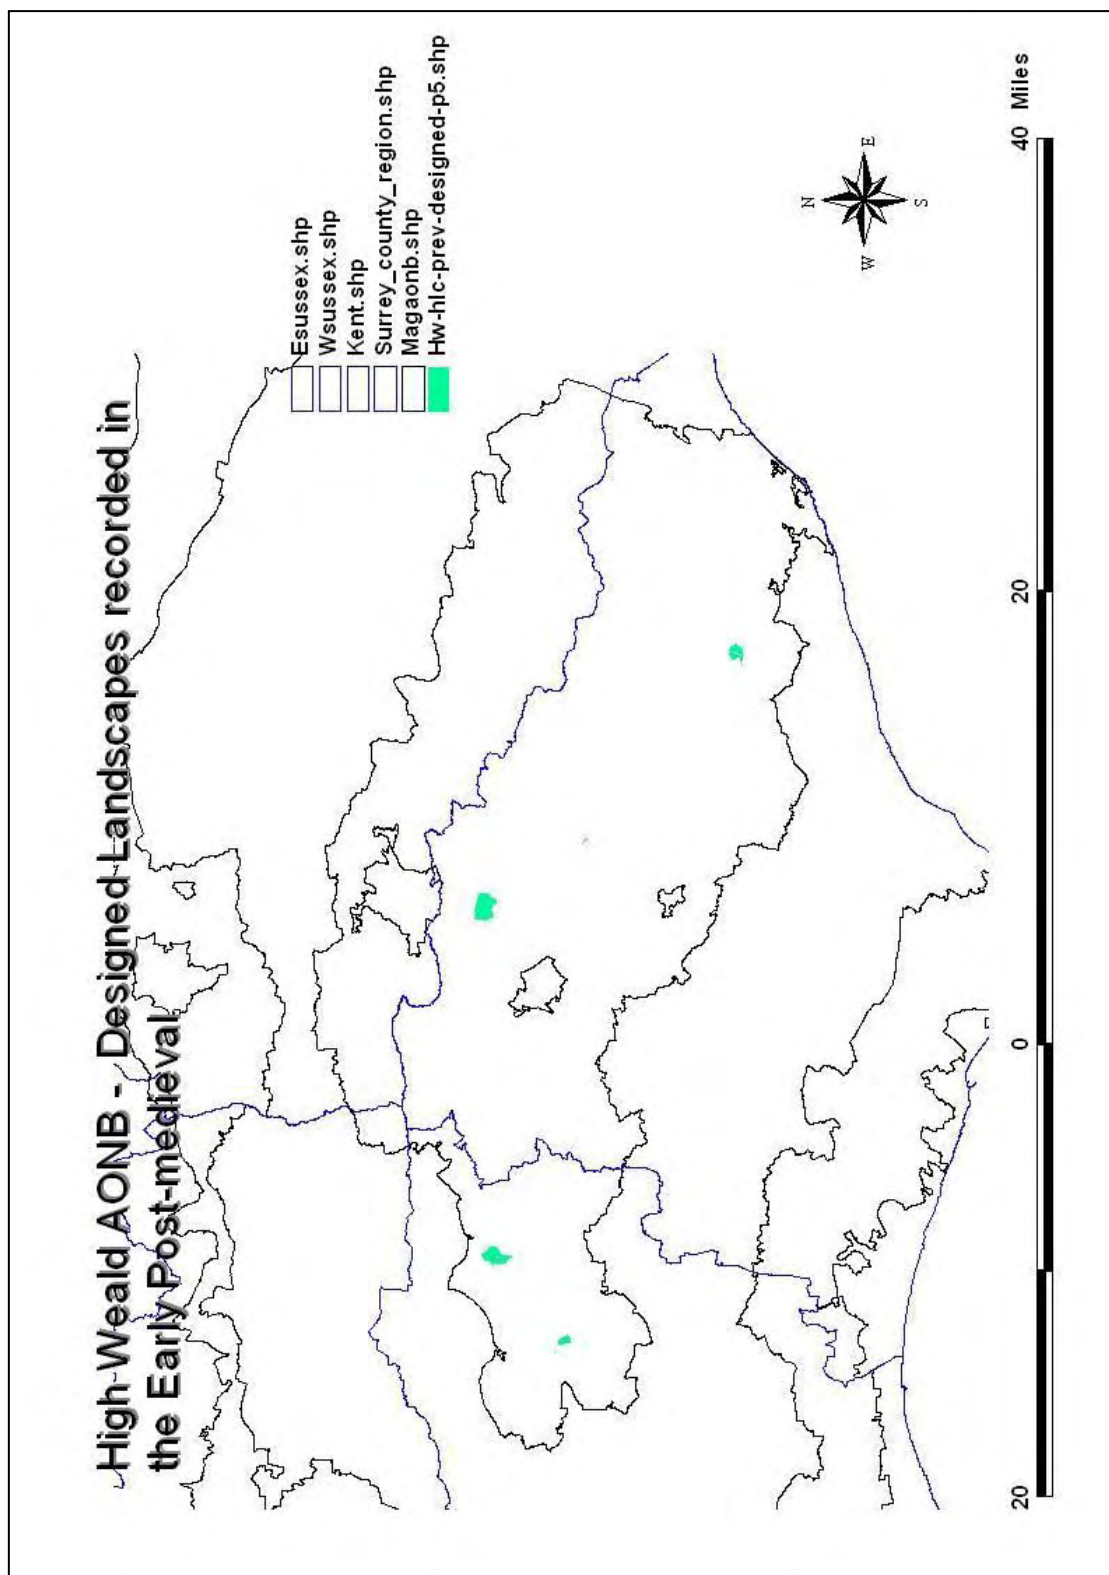 High Weald AONB - Designed Landscapes recorded in
the Early Post-medieval
Esussex.shp
Wsussex.shp
Kent.shp
Surrey_county_region.shp
Magaonb.shp
Hw-hlc-prev-designed-p5.shp
N
W
E
S
20
0
20
40 Miles